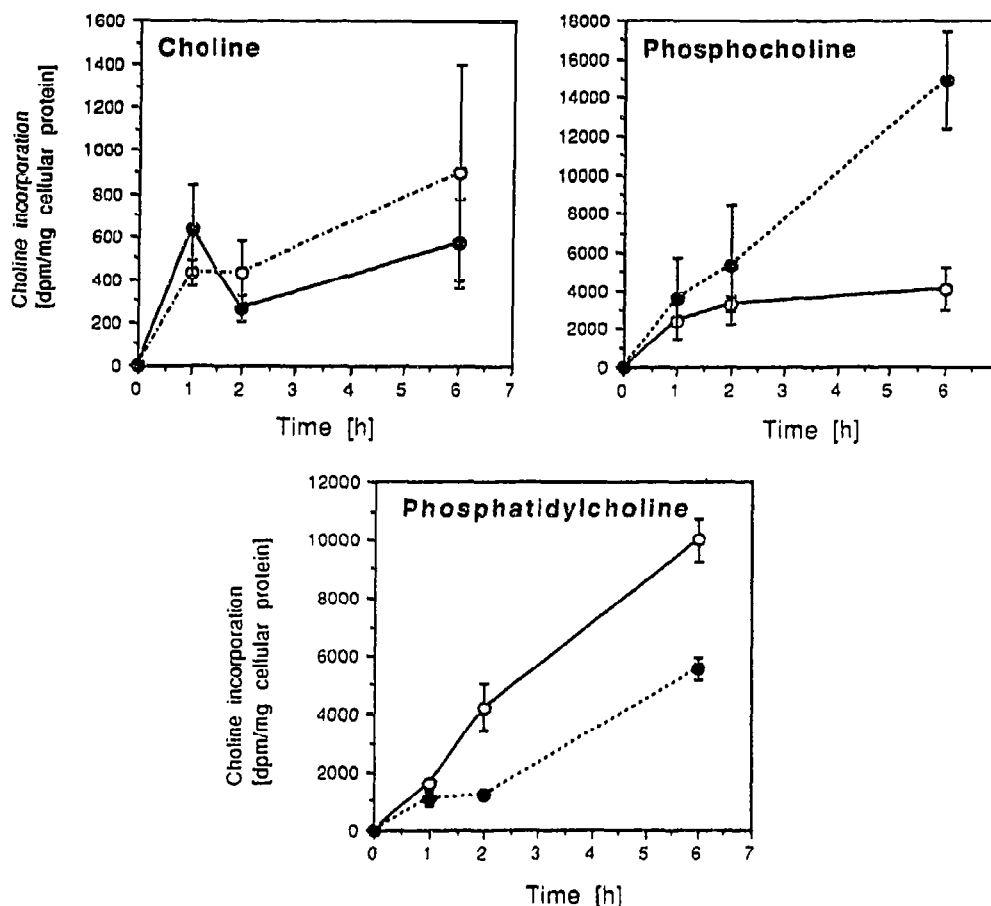 Choline
Choline incorporation
[dpm/mg cellular protein]
1600
1400
1200
1000
800
600
400
200
0
0 1 2 3 4 5 6 7
Time [h]
Phosphocholine
18000
16000
14000
12000
10000
8000
6000
4000
2000
0
0 1 2 3 4 5 6
Time [h]
Phosphatidylcholine
Choline incorporation
[dpm/mg cellular protein]
12000
10000
8000
6000
4000
2000
0
0 1 2 3 4 5 6 7
Time [h]